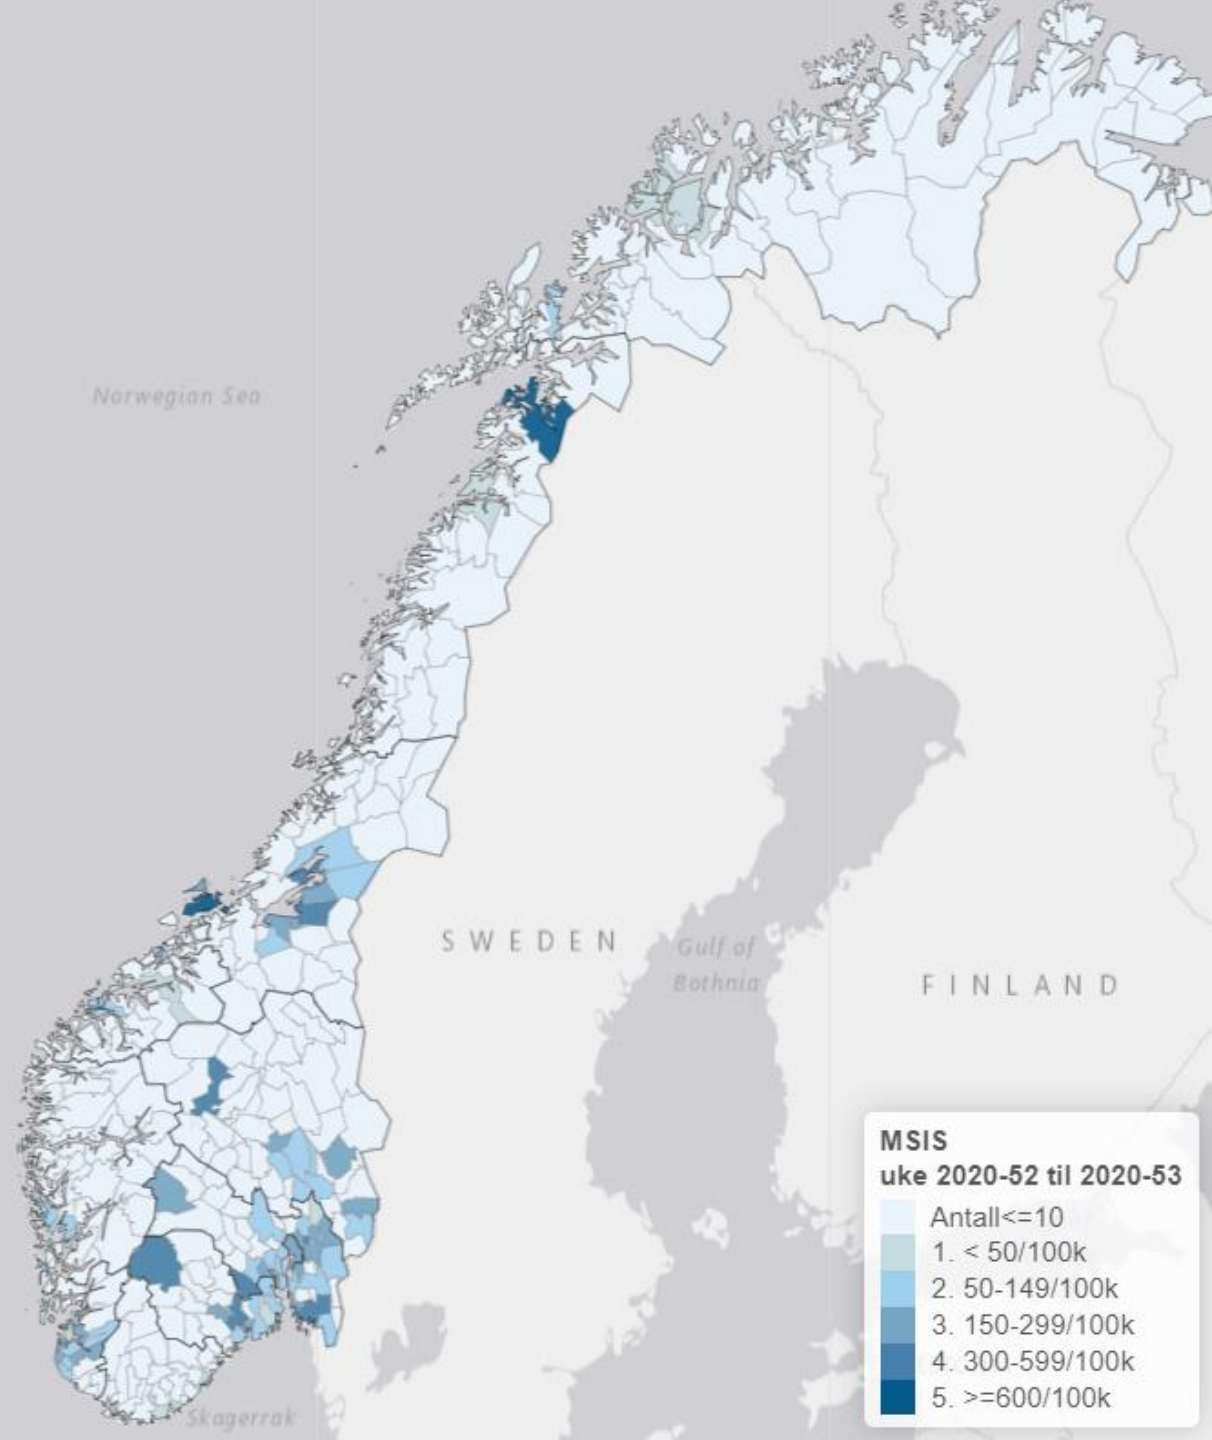 Norwegian Sea
SWEDEN
Gulf of
Bothnia
FINLAND
MSIS
uke 2020-52 til 2020-53
Antall<=10
1. < 50/100k
2. 50-149/100k
3. 150-299/100k
4. 300-599/100k
5. >=600/100k
Skagerrak